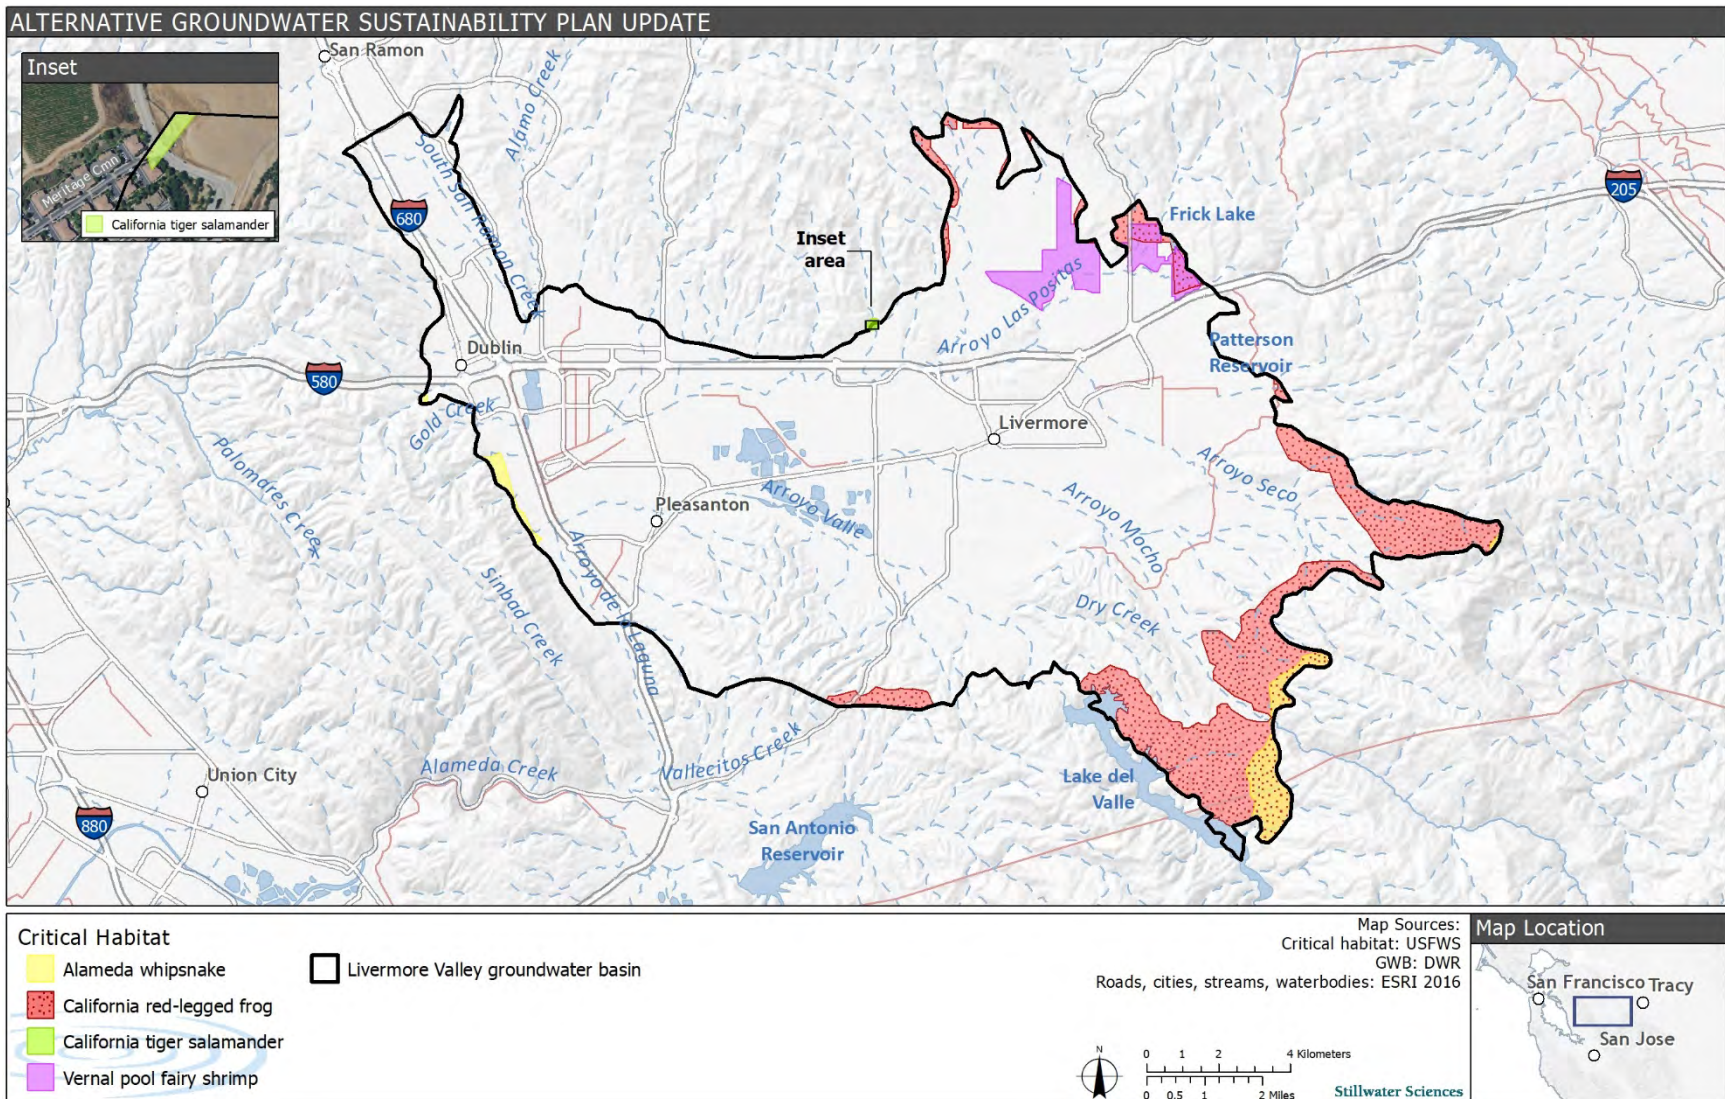 ALTERNATIVE GROUNDWATER SUSTAINABILITY PLAN UPDATE
San Ramon
Inset
Meritage Cmn
California tiger salamander
Alamo Creek
South San Ramon Creek
680
205
Frick Lake
Inset
area
Arroyo Las Positas
Dublin
580
Patterson
Reservoir
Gold Creek
Livermore
Palomares Creek
Arroyo Seco
Pleasanton
Arroyo Valle
Arroyo Mocho
Sinbad Creek
Arroyo de la Laguna
Dry Creek
Union City
Alameda Creek
Vallecitos Creek
Lake del
Valle
880
San Antonio
Reservoir
Critical Habitat
Alameda whipsnake
California red-legged frog
California tiger salamander
Vernal pool fairy shrimp
Livermore Valley groundwater basin
Map Sources:
Critical habitat: USFWS
GWB: DWR
Roads, cities, streams, waterbodies: ESRI 2016
N
0 1 2 4 Kilometers
0 0.5 1 2 Miles
Stillwater Sciences
Map Location
San Francisco
Tracy
San Jose